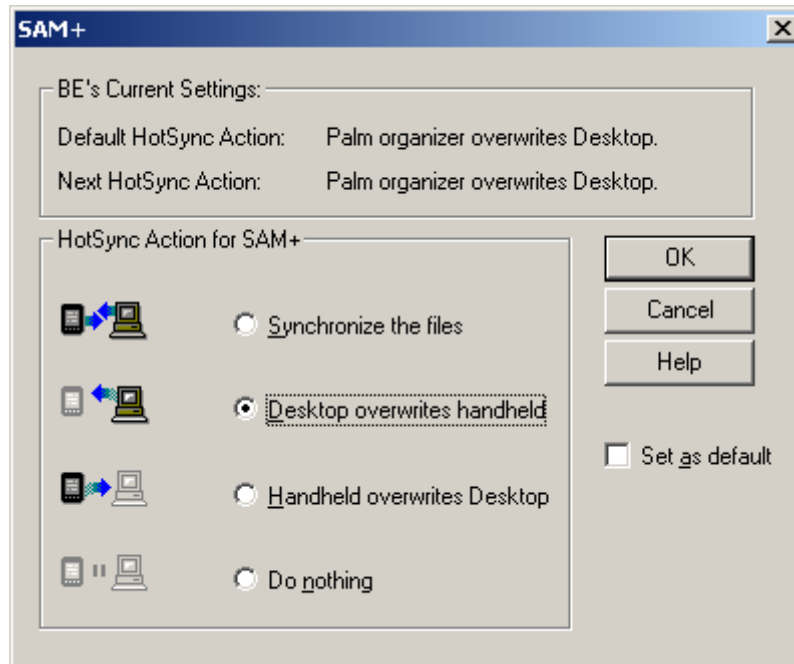 SAM+
BE's Current Settings:
Default HotSync Action: Palm organizer overwrites Desktop.
Next HotSync Action: Palm organizer overwrites Desktop.
HotSync Action for SAM+
Synchronize the files
Desktop overwrites handheld
Handheld overwrites Desktop
Do nothing
OK
Cancel
Help
Set as default